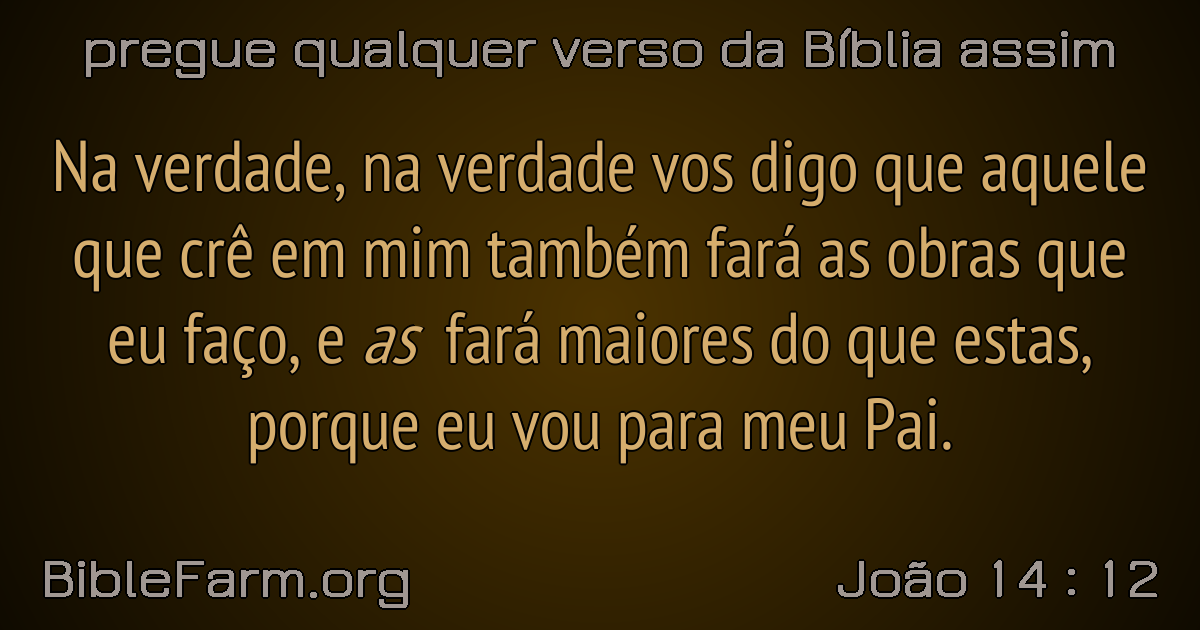 pregue qualquer verso da Bíblia assim
Na verdade, na verdade vos digo que aquele
que crê em mim também fará as obras que
eu faço, e as fará maiores do que estas,
porque eu vou para meu Pai.
BibleFarm.org
João 14 : 12